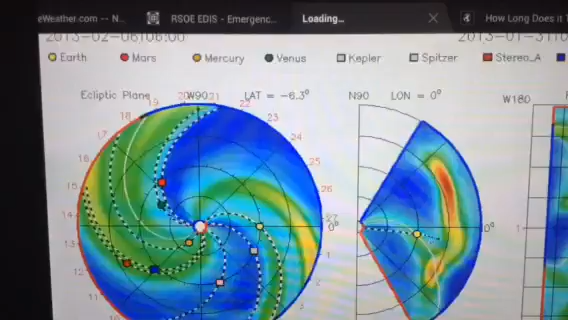 eWeather.com -- N...
RSOE EDIS - Emergenc...
Loading...
How Long Does it
2013-02-06T06:00
2013-01-31T0
Earth
Mars
Mercury
Venus
Kepler
Spitzer
Stereo_A
Ecliptic Plane
W90
LAT = -6.3°
N90
LON = 0°
W180
19
20
21
22
23
24
25
26
27
18
17
16
15
14
13
12
11
0°
0°